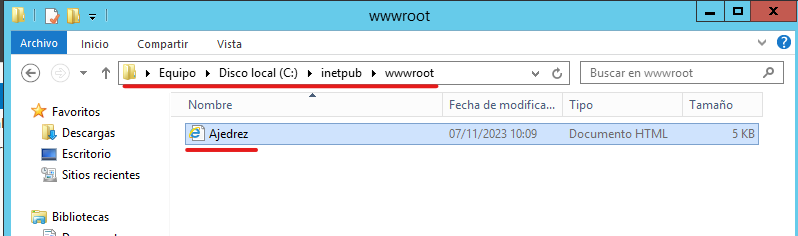 wwwroot
Archivo Inicio Compartir Vista
Equipo Disco local (C:) inetpub wwwroot Buscar en wwwroot
Nombre Fecha de modifica... Tipo Tamaño
Favoritos
Ajedrez 07/11/2023 10:09 Documento HTML 5 KB
Descargas
Escritorio
Sitios recientes
Bibliotecas